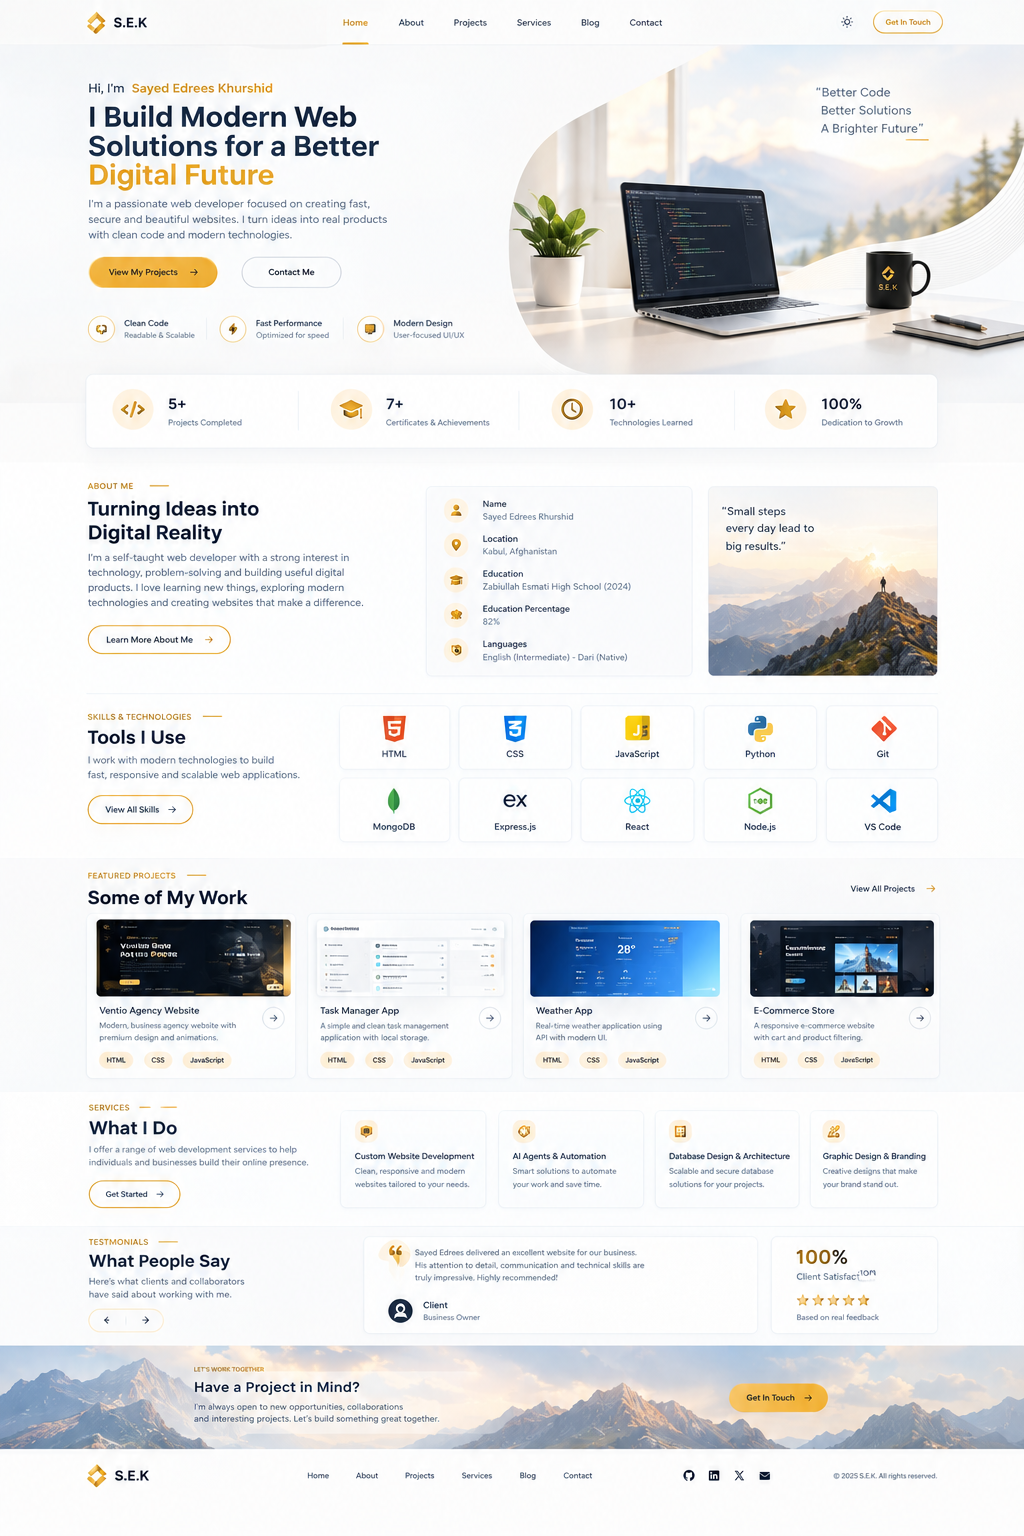 S.E.K
Home
About
Projects
Services
Blog
Contact
Get In Touch
Hi, I'm Sayed Edrees Khurshid
I Build Modern Web
Solutions for a Better
Digital Future
I'm a passionate web developer focused on creating fast,
secure and beautiful websites. I turn ideas into real products
with clean code and modern technologies.
View My Projects
Contact Me
Clean Code
Readable & Scalable
Fast Performance
Optimized for speed
Modern Design
User-focused UI/UX
"Better Code
Better Solutions
A Brighter Future"
S.E.K
5+
Projects Completed
7+
Certificates & Achievements
10+
Technologies Learned
100%
Dedication to Growth
ABOUT ME
Turning Ideas into
Digital Reality
I'm a self-taught web developer with a strong interest in
technology, problem-solving and building useful digital
products. I love learning new things, exploring modern
technologies and creating websites that make a difference.
Learn More About Me
Name
Sayed Edrees Rhurshid
Location
Kabul, Afghanistan
Education
Zabiullah Esmati High School (2024)
Education Percentage
82%
Languages
English (Intermediate) - Dari (Native)
"Small steps
every day lead to
big results."
SKILLS & TECHNOLOGIES
Tools I Use
I work with modern technologies to build
fast, responsive and scalable web applications.
View All Skills
HTML
CSS
JS
JavaScript
Python
Git
MongoDB
ex
Express.js
React
Node.js
VS Code
FEATURED PROJECTS
Some of My Work
View All Projects
28°
Ventio Agency Website
Modern, business agency website with
premium design and animations.
HTML
CSS
JavaScript
Task Manager App
A simple and clean task management
application with local storage.
HTML
CSS
JavaScript
Weather App
Real-time weather application using
API with modern UI.
HTML
CSS
JavaScript
E-Commerce Store
A responsive e-commerce website
with cart and product filtering.
HTML
CSS
JavaScript
SERVICES
What I Do
I offer a range of web development services to help
individuals and businesses build their online presence.
Get Started
Custom Website Development
Clean, responsive and modern
websites tailored to your needs.
AI Agents & Automation
Smart solutions to automate
your work and save time.
Database Design & Architecture
Scalable and secure database
solutions for your projects.
Graphic Design & Branding
Creative designs that make
your brand stand out.
TESTIMONIALS
What People Say
Here's what clients and collaborators
have said about working with me.
Sayed Edrees delivered an excellent website for our business.
His attention to detail, communication and technical skills are
truly impressive. Highly recommended!
Client
Business Owner
100%
Client
Based on real feedback
LET'S WORK TOGETHER
Have a Project in Mind?
I'm always open to new opportunities, collaborations
and interesting projects. Let's build something great together.
Get In Touch
S.E.K
Home
About
Projects
Services
Blog
Contact
© 2025 S.E.K. All rights reserved.